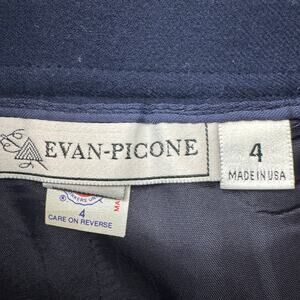 EVAN-PICONE
4
MADE IN USA
®
4
CARE ON REVERSE